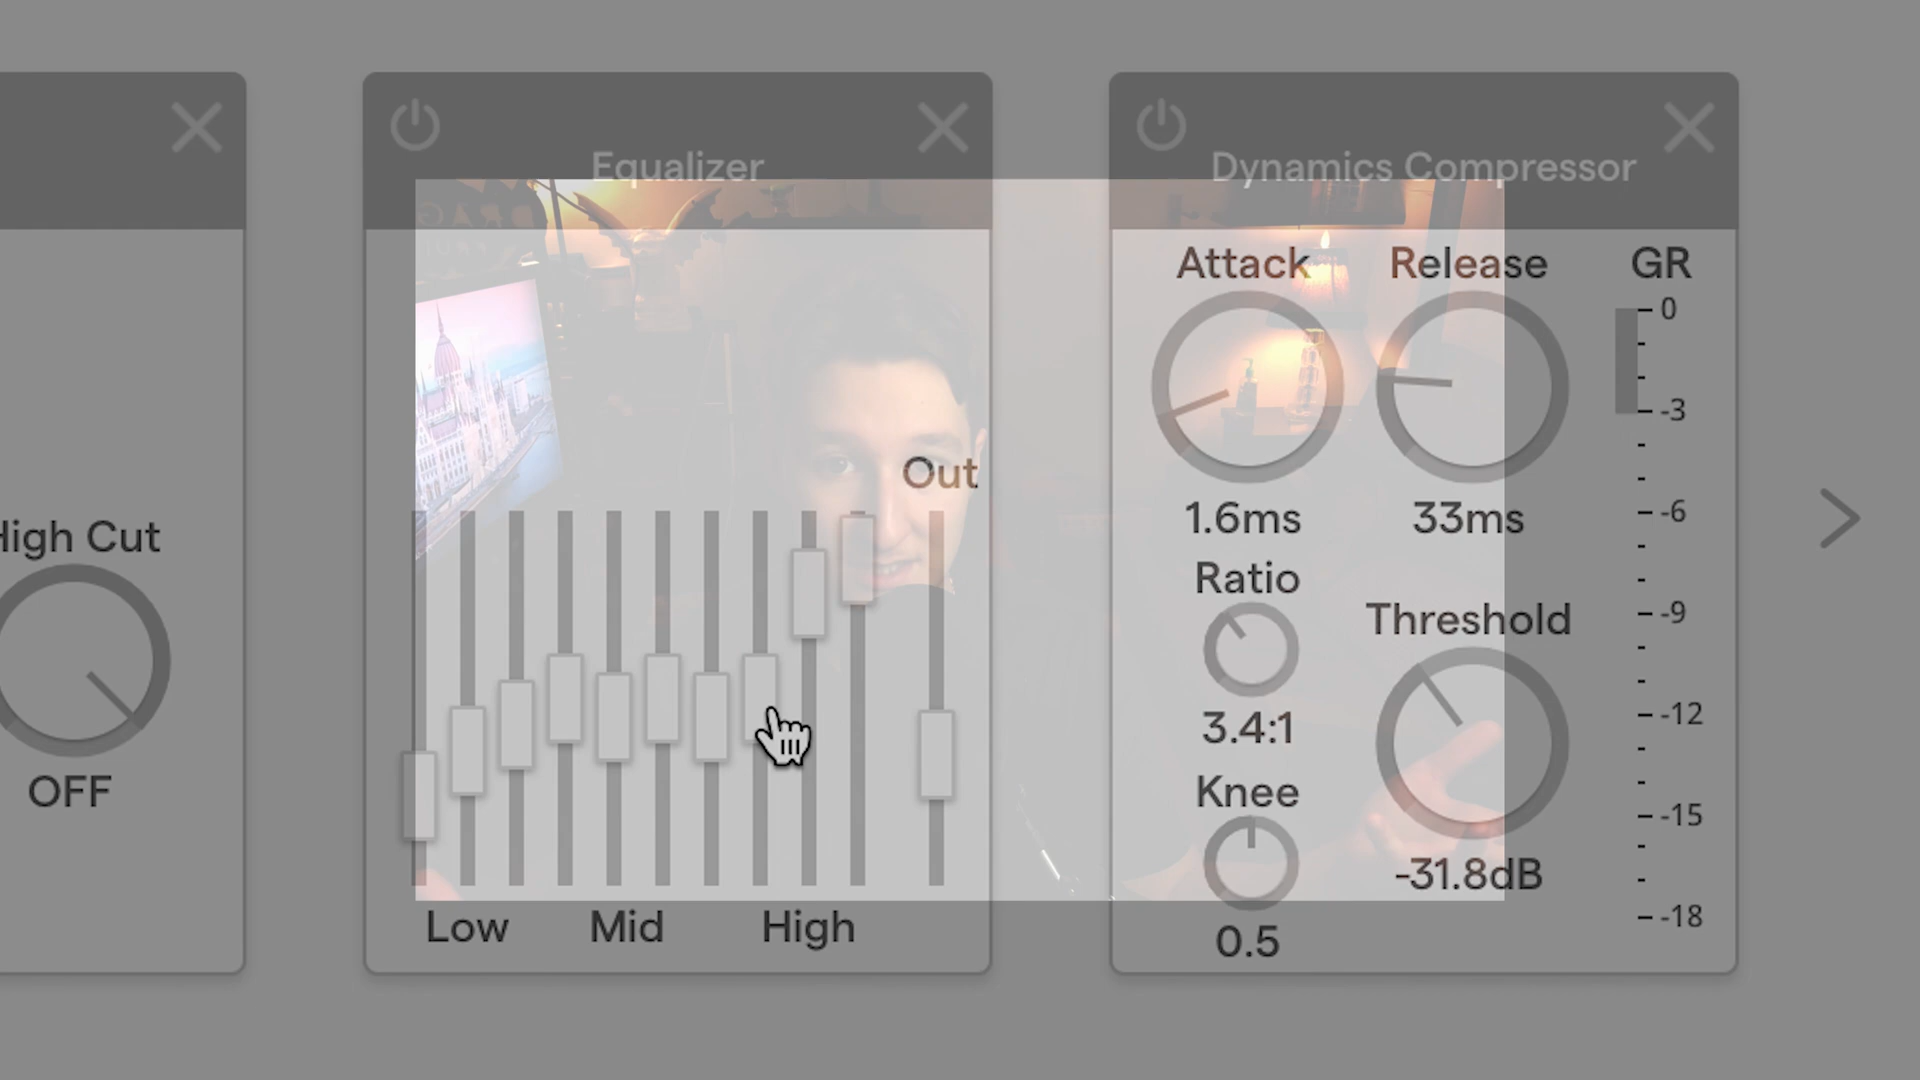 High Cut
OFF
Equalizer
Out
Low Mid High
Dynamics Compressor
Attack Release GR
1.6ms 33ms
Ratio
3.4:1
Threshold
-31.8dB
Knee
0.5
0
-3
-6
-9
-12
-15
-18